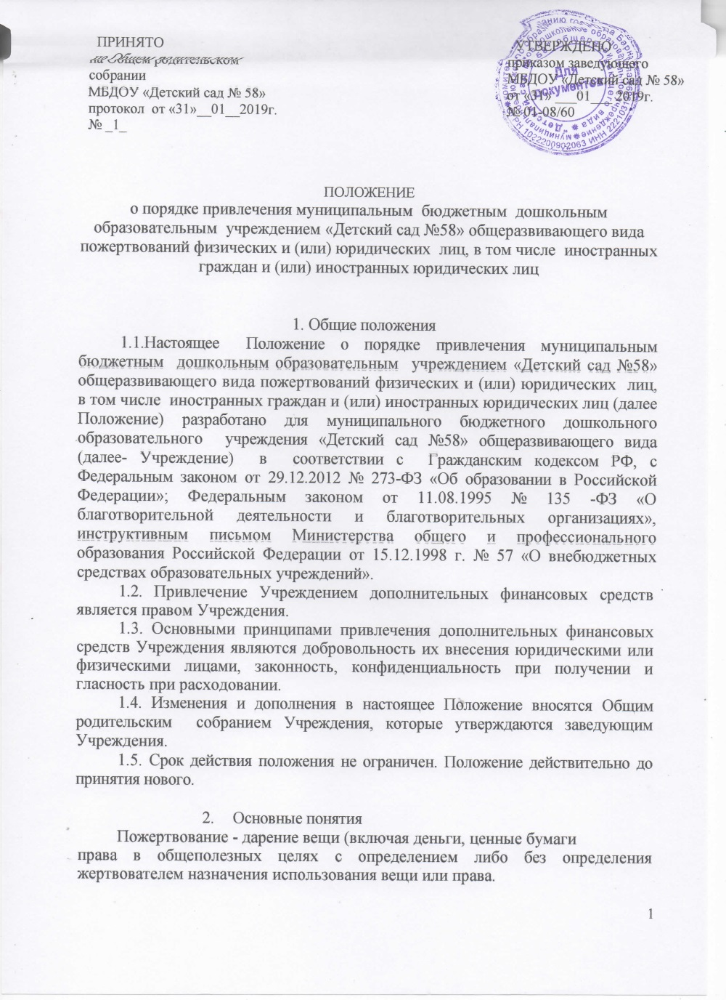 ПРИНЯТО
на Общем родительском
собрании
МБДОУ «Детский сад № 58»
протокол от «31»__01__2019г.
№ _1_
УТВЕРЖДЕНО
приказом заведующего
МБДОУ «Детский сад № 58»
от «31» ___01___ 2019г.
№ 01-08/60
Для
документов
ПОЛОЖЕНИЕ
о порядке привлечения муниципальным бюджетным дошкольным
образовательным учреждением «Детский сад №58» общеразвивающего вида
пожертвований физических и (или) юридических лиц, в том числе иностранных
граждан и (или) иностранных юридических лиц
1. Общие положения
1.1.Настоящее Положение о порядке привлечения муниципальным
бюджетным дошкольным образовательным учреждением «Детский сад №58»
общеразвивающего вида пожертвований физических и (или) юридических лиц,
в том числе иностранных граждан и (или) иностранных юридических лиц (далее
Положение) разработано для муниципального бюджетного дошкольного
образовательного учреждения «Детский сад №58» общеразвивающего вида
(далее- Учреждение) в соответствии с Гражданским кодексом РФ, с
Федеральным законом от 29.12.2012 № 273-ФЗ «Об образовании в Российской
Федерации»; Федеральным законом от 11.08.1995 № 135 -ФЗ «О
благотворительной деятельности и благотворительных организациях»,
инструктивным письмом Министерства общего и профессионального
образования Российской Федерации от 15.12.1998 г. № 57 «О внебюджетных
средствах образовательных учреждений».
1.2. Привлечение Учреждением дополнительных финансовых средств
является правом Учреждения.
1.3. Основными принципами привлечения дополнительных финансовых
средств Учреждения являются добровольность их внесения юридическими или
физическими лицами, законность, конфиденциальность при получении и
гласность при расходовании.
1.4. Изменения и дополнения в настоящее Положение вносятся Общим
родительским собранием Учреждения, которые утверждаются заведующим
Учреждения.
1.5. Срок действия положения не ограничен. Положение действительно до
принятия нового.
2. Основные понятия
Пожертвование - дарение вещи (включая деньги, ценные бумаги
права в общеполезных целях с определением либо без определения
жертвователем назначения использования вещи или права.
1